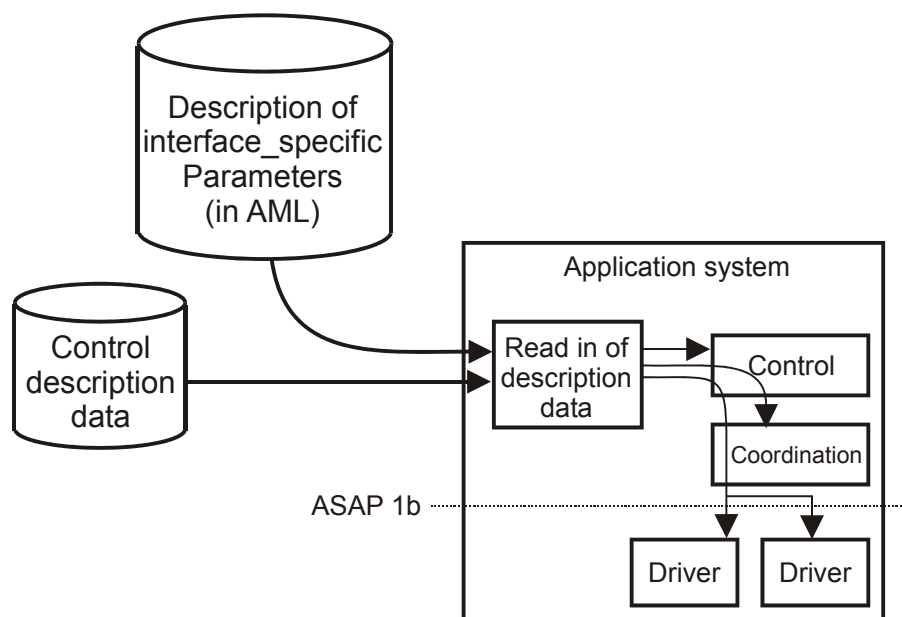 Description of
interface_specific
Parameters
(in AML)
Application system
Control
description
data
Read in of
description
data
Control
Coordination
ASAP 1b
Driver
Driver